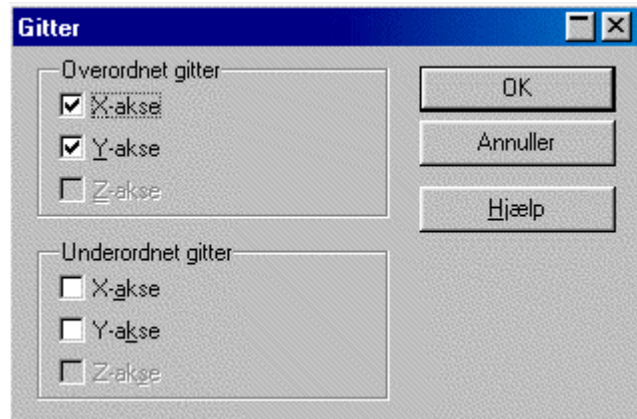 Gitter
Overordnet gitter
X-akse
Y-akse
Z-akse
OK
Annuller
Hjælp
Underordnet gitter
X-akse
Y-akse
Z-akse